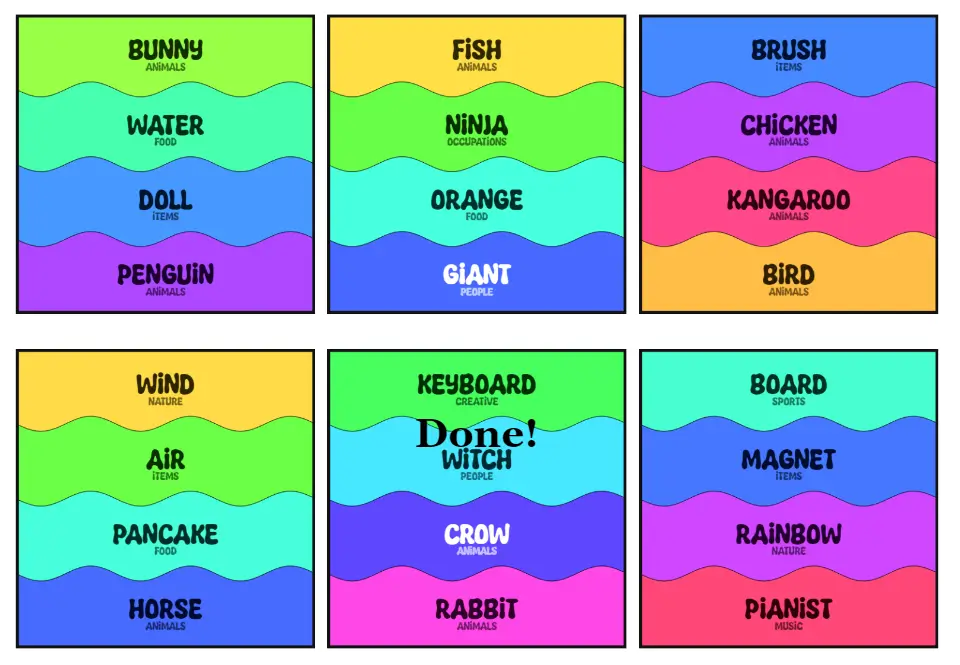 BUNNY
ANiMALS
WATER
FOOD
DOLL
iTEMS
PENGUiN
ANiMALS
FiSH
ANiMALS
NiNJA
OCCUPATiONS
ORANGE
FOOD
GiANT
PEOPLE
BRUSH
iTEMS
CHiCKEN
ANiMALS
KANGAROO
ANiMALS
BiRD
ANiMALS
WiND
NATURE
AiR
iTEMS
PANCAKE
FOOD
HORSE
ANiMALS
KEYBOARD
CREATiVE
Done!
WiTCH
PEOPLE
CROW
ANiMALS
RABBiT
ANiMALS
BOARD
SPORTS
MAGNET
iTEMS
RAiNBOW
NATURE
PiANiST
MUSiC